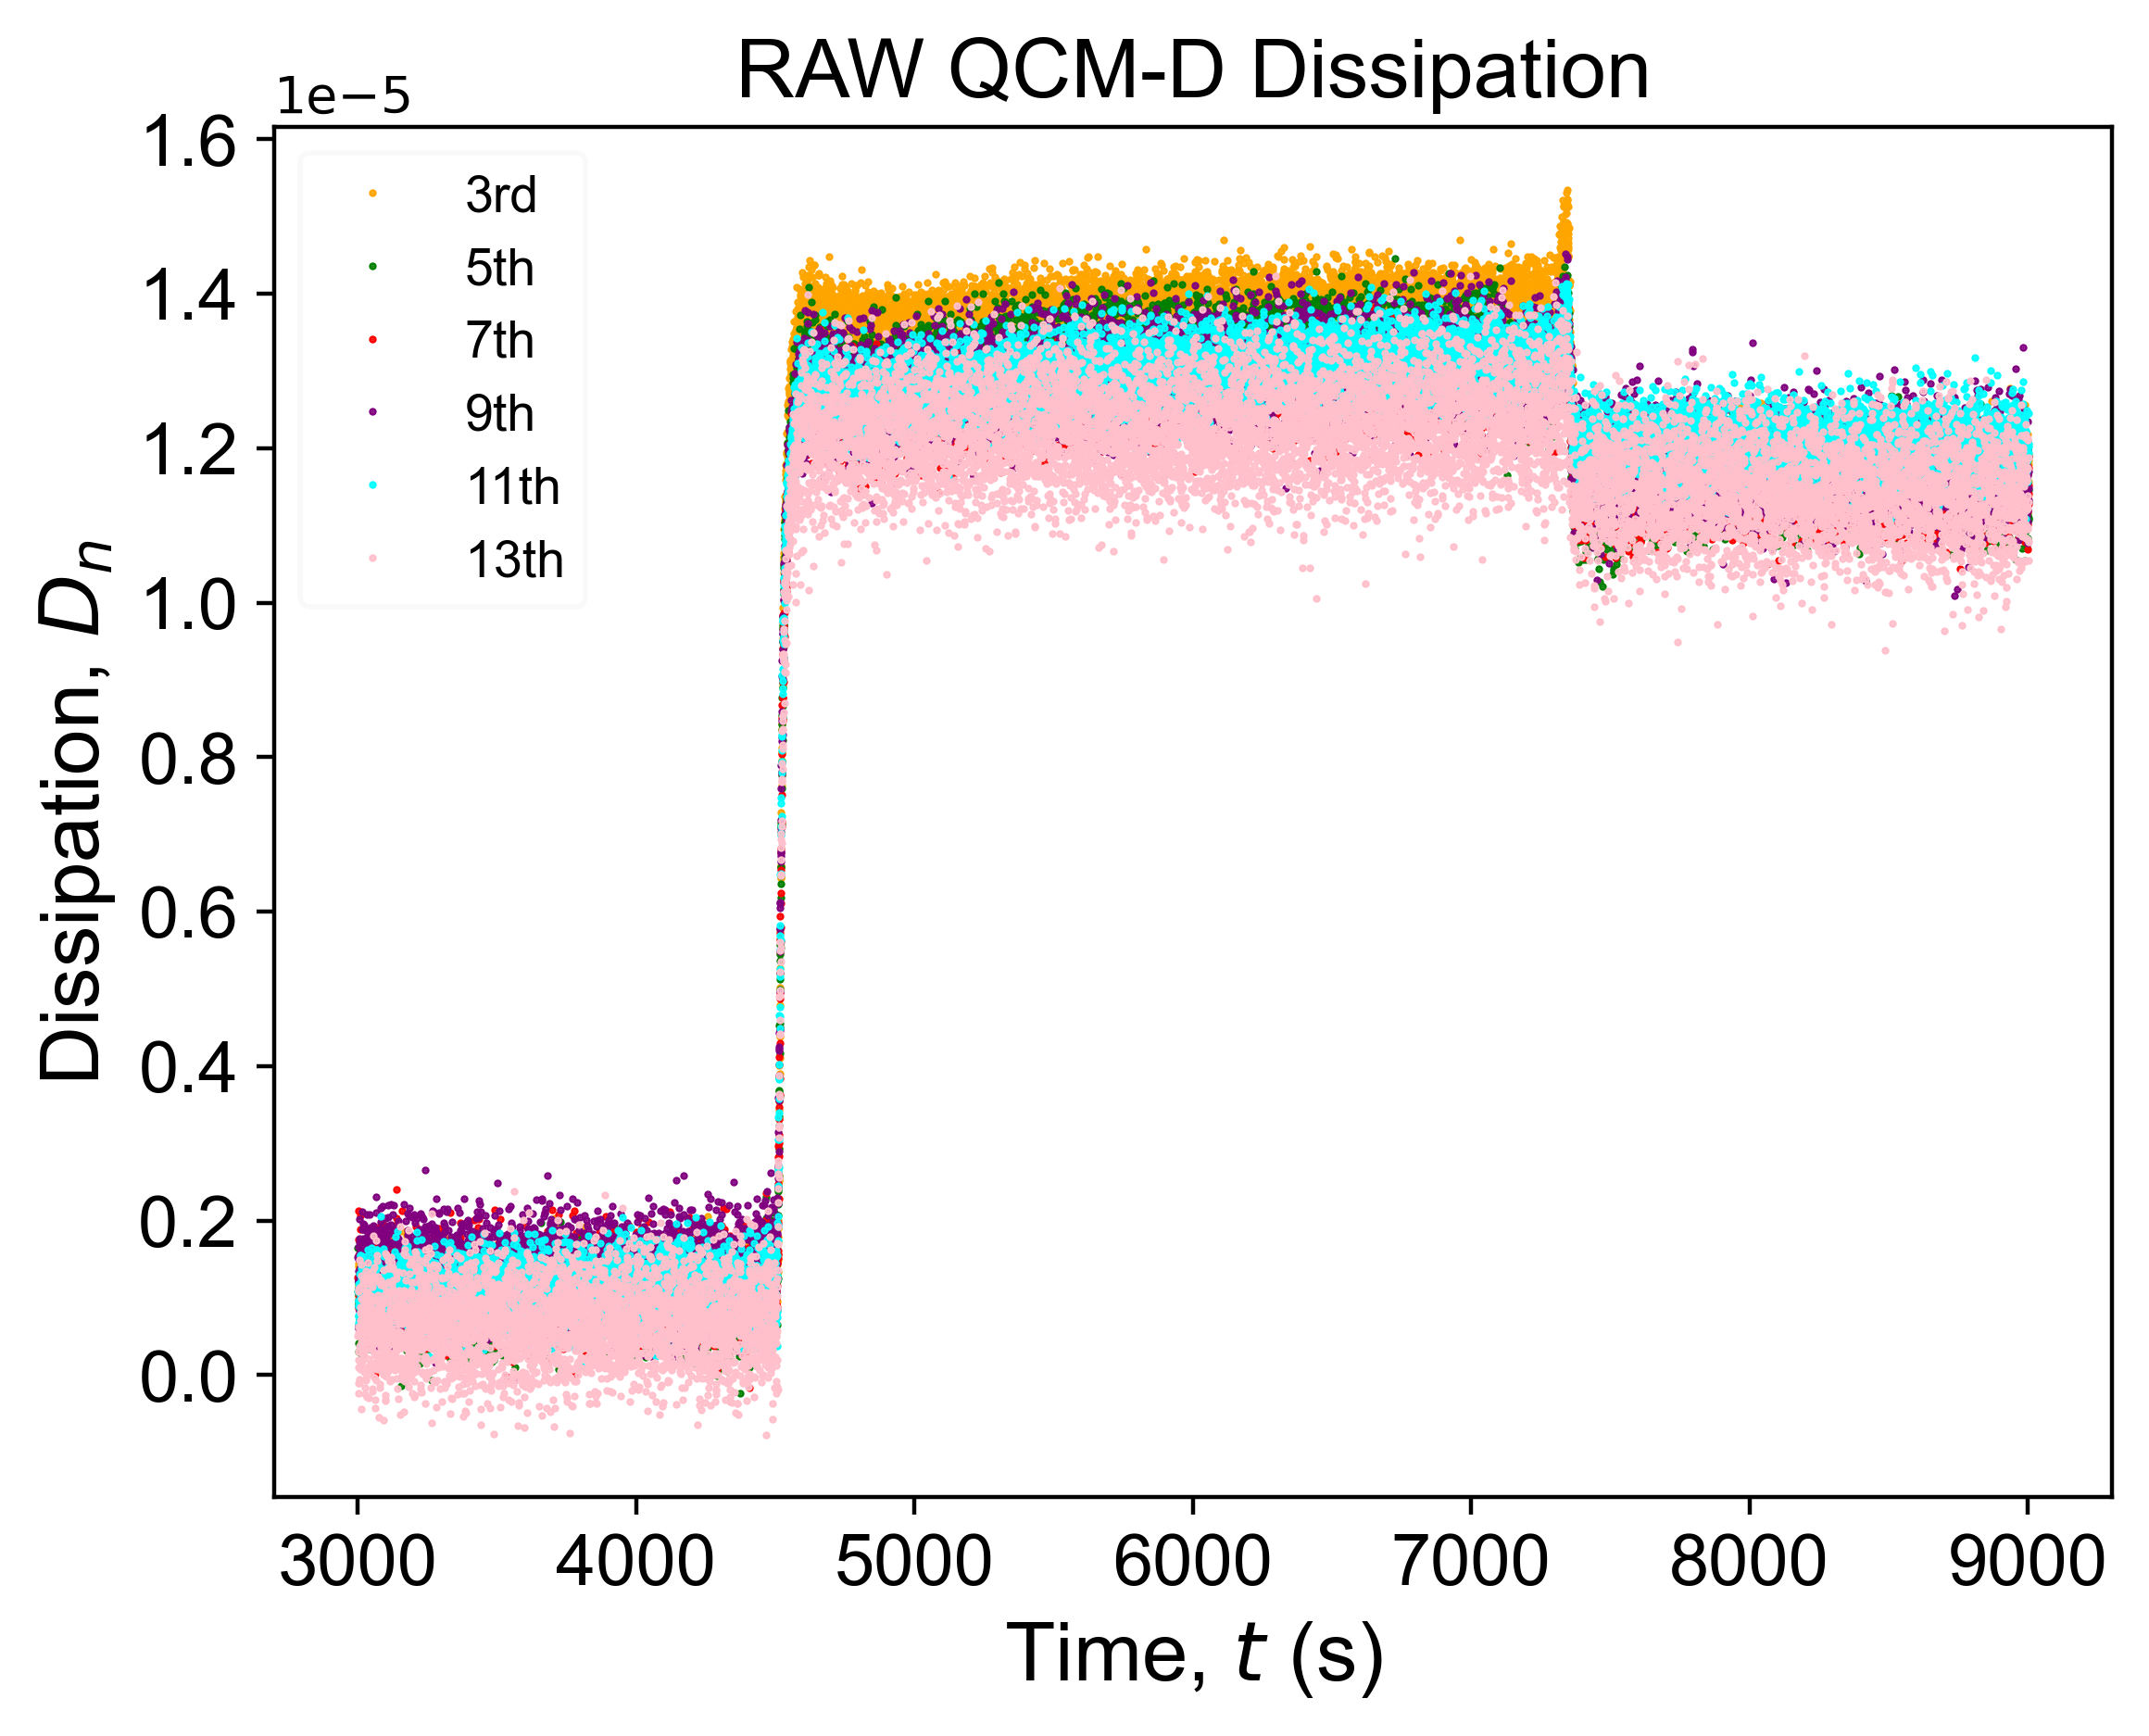 RAW QCM-D Dissipation
1e−5
1.6
1.4
1.2
1.0
0.8
0.6
0.4
0.2
0.0
Dissipation, Dn
3rd
5th
7th
9th
11th
13th
3000 4000 5000 6000 7000 8000 9000
Time, t (s)